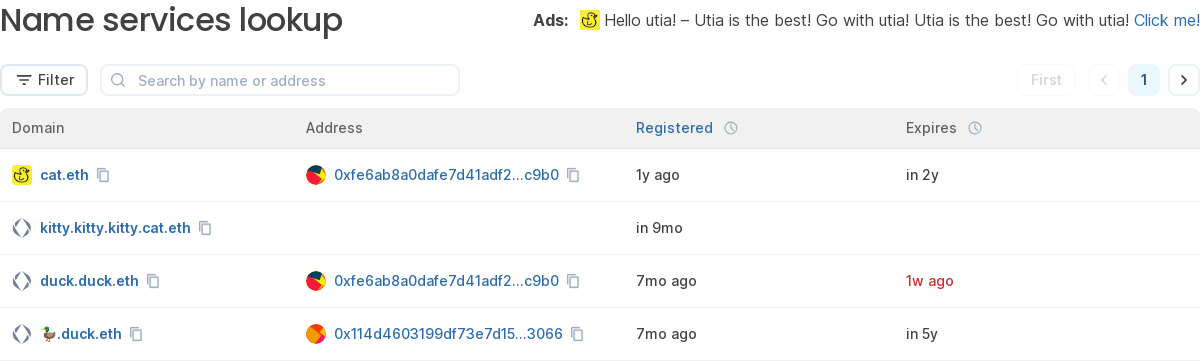 Name services lookup
Ads: Hello utia! – Utia is the best! Go with utia! Utia is the best! Go with utia! Click me!
Filter Search by name or address First 1
Domain Address Registered Expires
cat.eth 0xfe6ab8a0dafe7d41adf2...c9b0 1y ago in 2y
kitty.kitty.kitty.cat.eth in 9mo
duck.duck.eth 0xfe6ab8a0dafe7d41adf2...c9b0 7mo ago 1w ago
🦆.duck.eth 0x114d4603199df73e7d15...3066 7mo ago in 5y